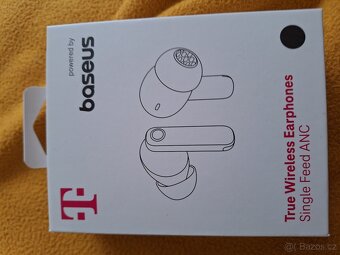 powered by
baseus
T
True Wireless Earphones
Single Feed ANC
© Bazos.cz